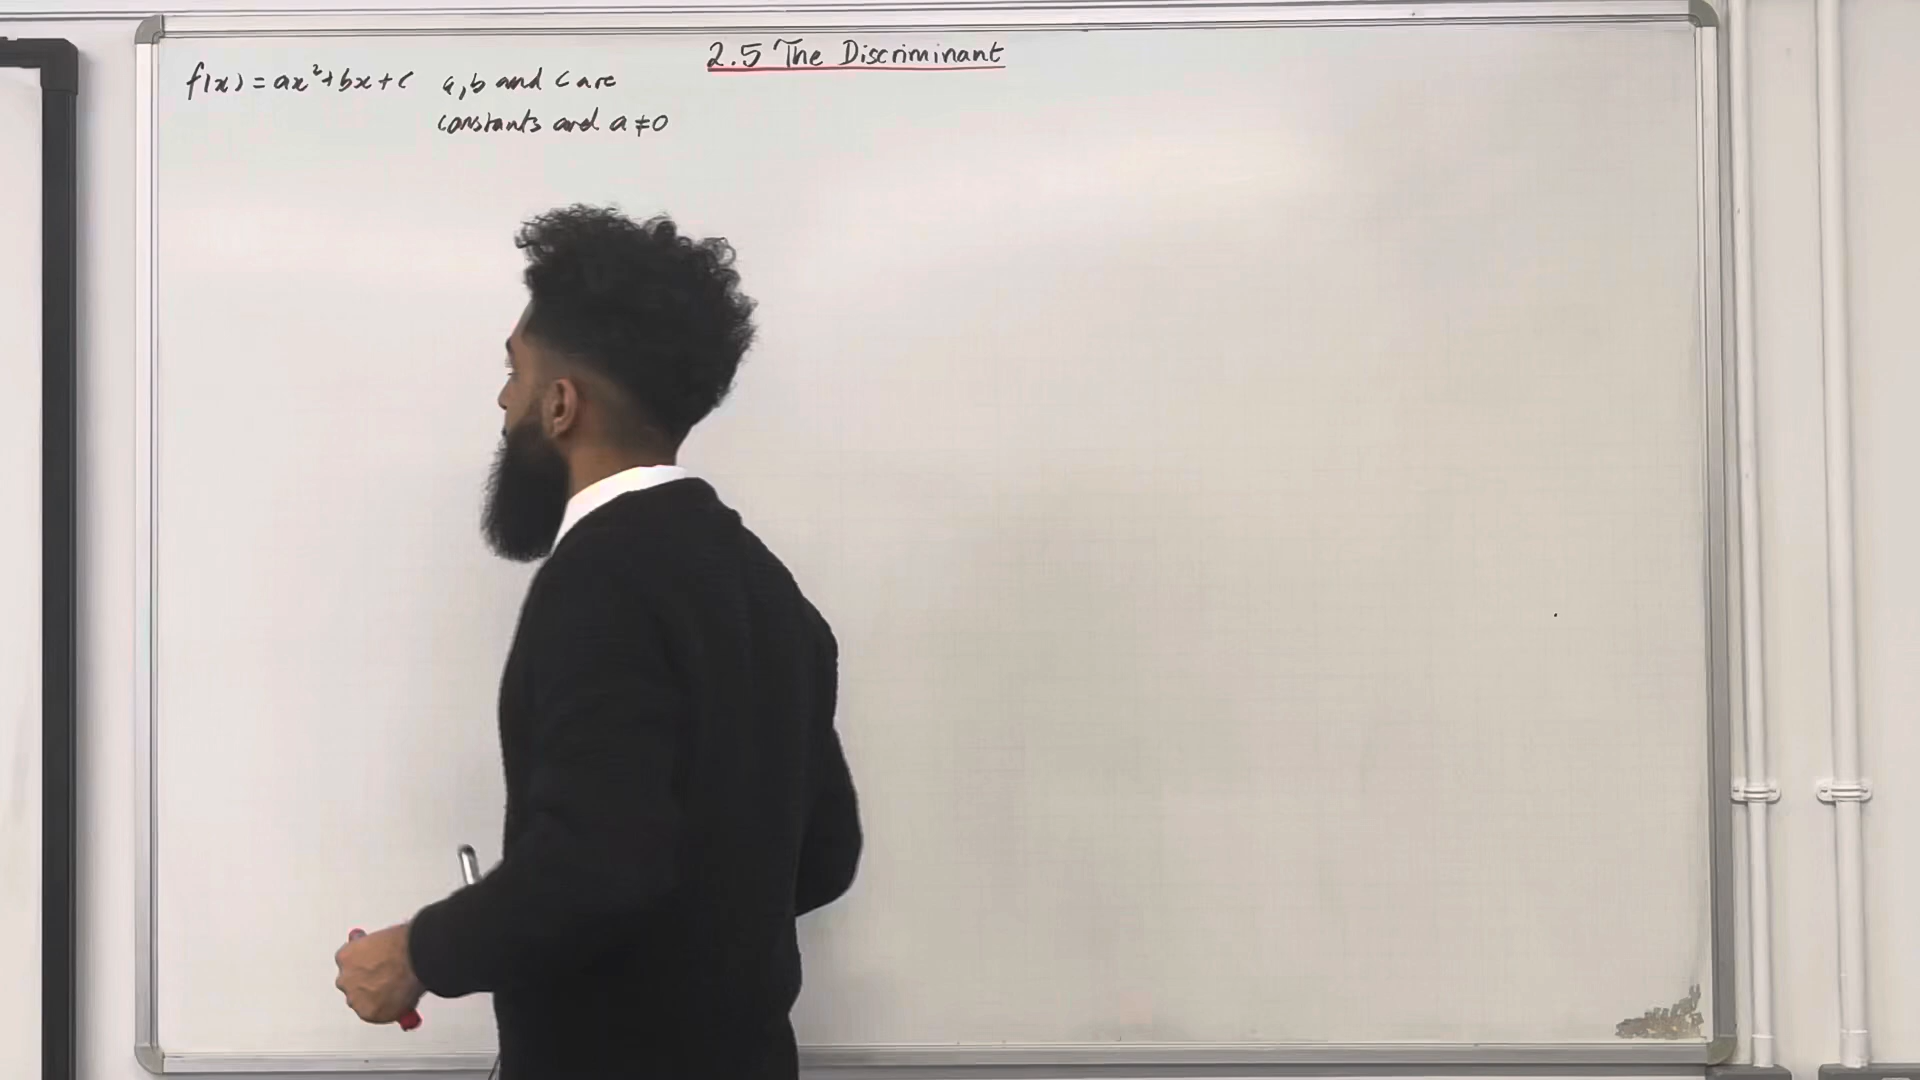 2.5 The Discriminant
f(x) = ax² + bx + c a, b and c are
constants and a ≠ 0